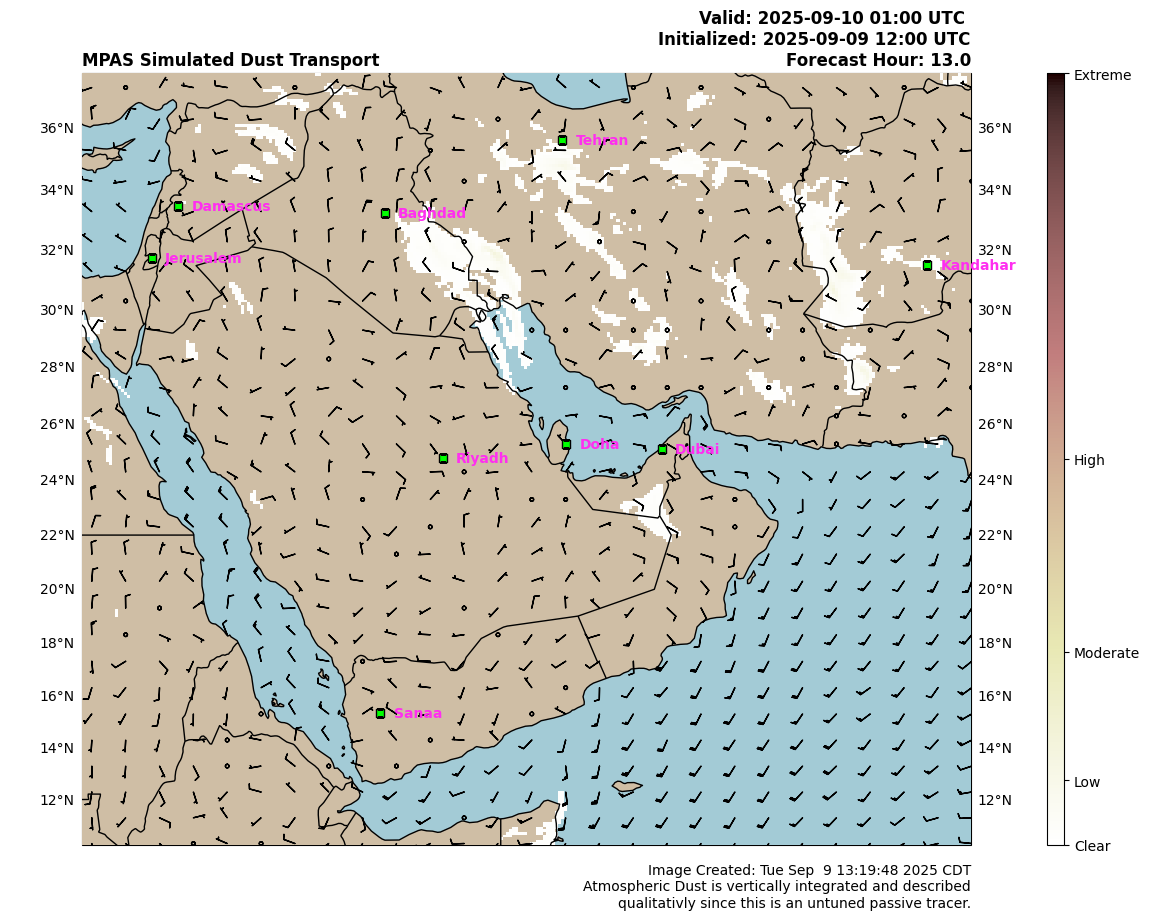 Valid: 2025-09-10 01:00 UTC
Initialized: 2025-09-09 12:00 UTC
MPAS Simulated Dust Transport
Forecast Hour: 13.0
Extreme
36°N
36°N
Tehran
34°N
34°N
Damascus
Baghdad
32°N
32°N
Jerusalem
Kandahar
30°N
30°N
28°N
28°N
26°N
26°N
Doha
Dubai
Riyadh
High
24°N
24°N
22°N
22°N
20°N
20°N
18°N
18°N
Moderate
16°N
16°N
Sanaa
14°N
14°N
Low
12°N
12°N
Clear
Image Created: Tue Sep  9 13:19:48 2025 CDT
Atmospheric Dust is vertically integrated and described
qualitativly since this is an untuned passive tracer.